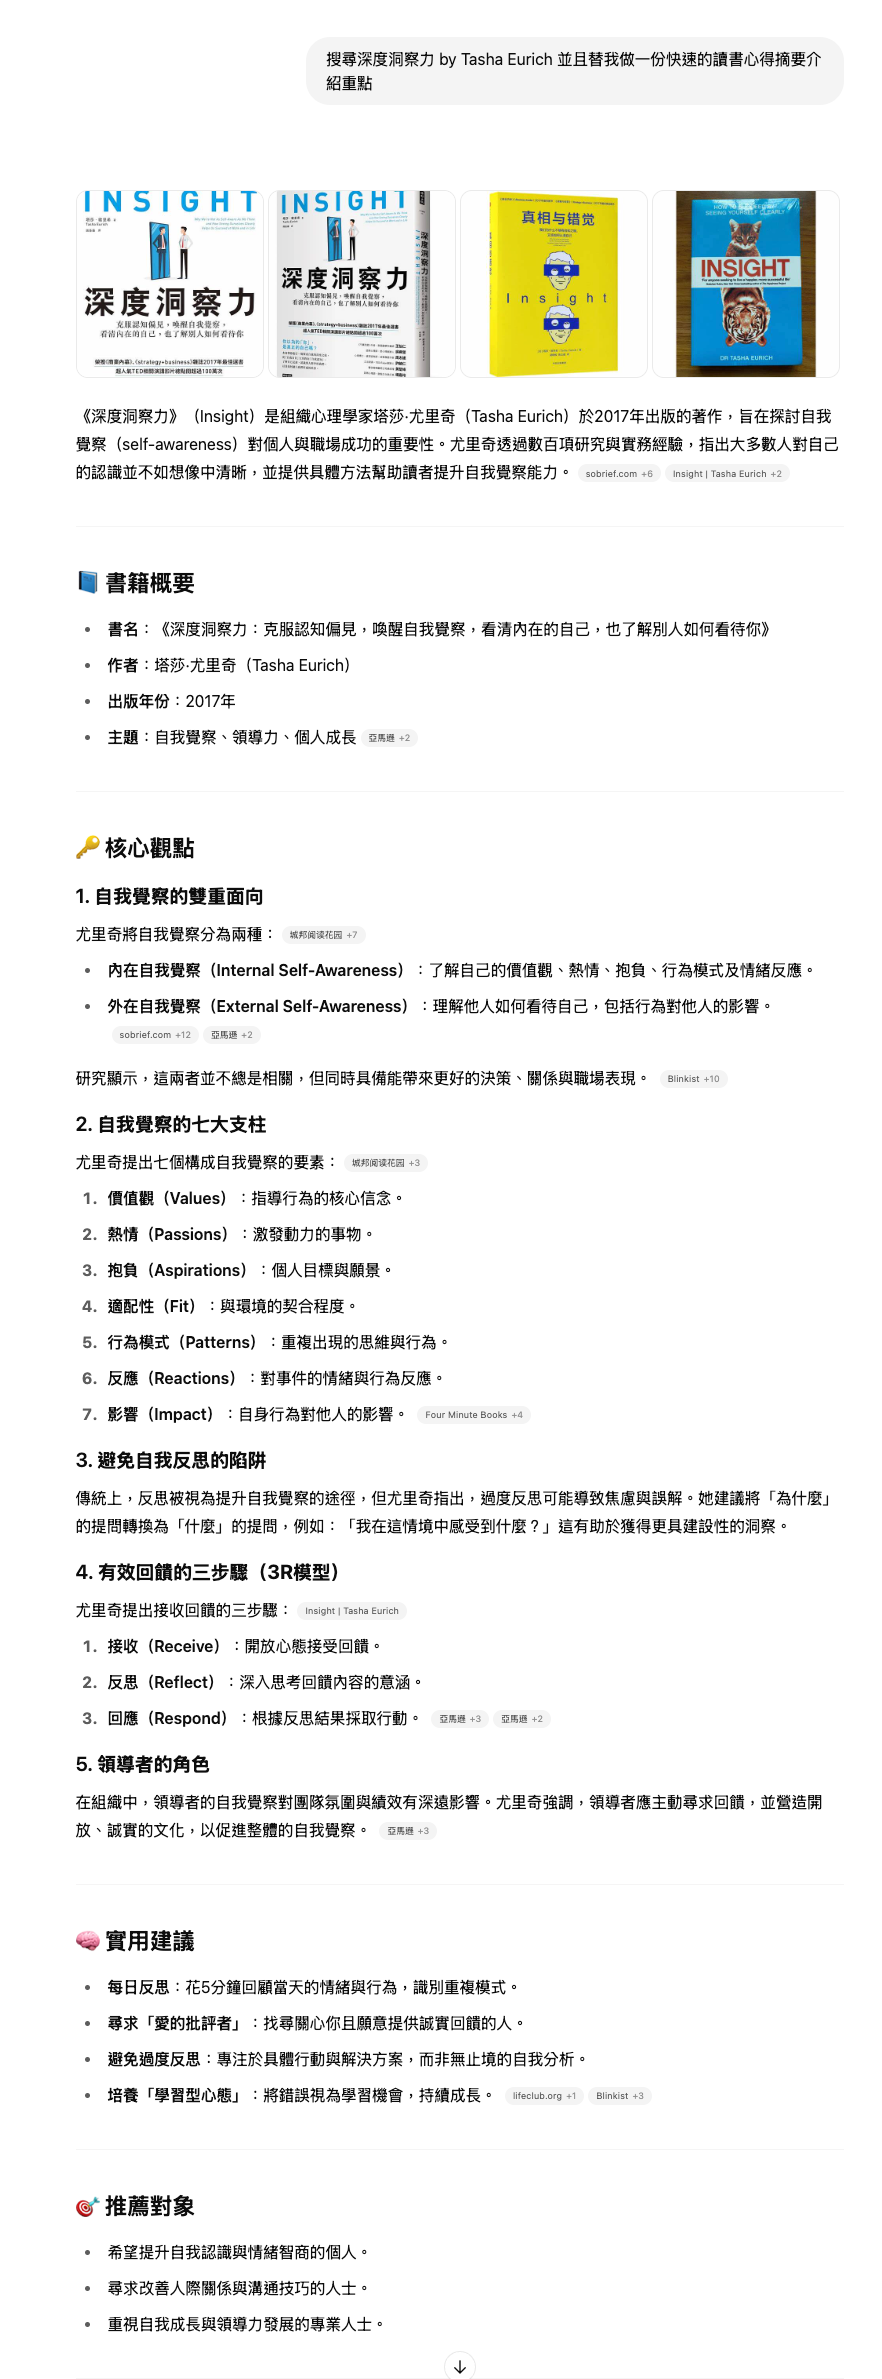 搜尋深度洞察力 by Tasha Eurich 並且替我做一份快速的讀書心得摘要介
紹重點
INSIGHT
深度洞察力
克服認知偏見，喚醒自我覺察，
看清內在的自己，也了解別人如何看待你
INSIGHT
深度洞察力
克服認知偏見，喚醒自我覺察，
看清內在的自己，也了解別人如何看待你
真相与错觉
Insight
SEEING YOURSELF CLEARLY
INSIGHT
DR TASHA EURICH
《深度洞察力》（Insight）是組織心理學家塔莎·尤里奇（Tasha Eurich）於2017年出版的著作，旨在探討自我
覺察（self-awareness）對個人與職場成功的重要性。尤里奇透過數百項研究與實務經驗，指出大多數人對自己
的認識並不如想像中清晰，並提供具體方法幫助讀者提升自我覺察能力。 sobrief.com +6 Insight | Tasha Eurich +2
📘 書籍概要
• 書名：《深度洞察力：克服認知偏見，喚醒自我覺察，看清內在的自己，也了解別人如何看待你》
• 作者：塔莎·尤里奇（Tasha Eurich）
• 出版年份：2017年
• 主題：自我覺察、領導力、個人成長 亞馬遜 +2
🔑 核心觀點
1. 自我覺察的雙重面向
尤里奇將自我覺察分為兩種： 城邦阅读花园 +7
• 內在自我覺察（Internal Self-Awareness）：了解自己的價值觀、熱情、抱負、行為模式及情緒反應。
• 外在自我覺察（External Self-Awareness）：理解他人如何看待自己，包括行為對他人的影響。
sobrief.com +12 亞馬遜 +2
研究顯示，這兩者並不總是相關，但同時具備能帶來更好的決策、關係與職場表現。 Blinkist +10
2. 自我覺察的七大支柱
尤里奇提出七個構成自我覺察的要素： 城邦阅读花园 +3
1. 價值觀（Values）：指導行為的核心信念。
2. 熱情（Passions）：激發動力的事物。
3. 抱負（Aspirations）：個人目標與願景。
4. 適配性（Fit）：與環境的契合程度。
5. 行為模式（Patterns）：重複出現的思維與行為。
6. 反應（Reactions）：對事件的情緒與行為反應。
7. 影響（Impact）：自身行為對他人的影響。 Four Minute Books +4
3. 避免自我反思的陷阱
傳統上，反思被視為提升自我覺察的途徑，但尤里奇指出，過度反思可能導致焦慮與誤解。她建議將「為什麼」
的提問轉換為「什麼」的提問，例如：「我在這情境中感受到什麼？」這有助於獲得更具建設性的洞察。
4. 有效回饋的三步驟（3R模型）
尤里奇提出接收回饋的三步驟： Insight | Tasha Eurich
1. 接收（Receive）：開放心態接受回饋。
2. 反思（Reflect）：深入思考回饋內容的意涵。
3. 回應（Respond）：根據反思結果採取行動。 亞馬遜 +3 亞馬遜 +2
5. 領導者的角色
在組織中，領導者的自我覺察對團隊氛圍與績效有深遠影響。尤里奇強調，領導者應主動尋求回饋，並營造開
放、誠實的文化，以促進整體的自我覺察。 亞馬遜 +3
🧠 實用建議
• 每日反思：花5分鐘回顧當天的情緒與行為，識別重複模式。
• 尋求「愛的批評者」：找尋關心你且願意提供誠實回饋的人。
• 避免過度反思：專注於具體行動與解決方案，而非無止境的自我分析。
• 培養「學習型心態」：將錯誤視為學習機會，持續成長。 lifeclub.org +1 Blinkist +3
🎯 推薦對象
• 希望提升自我認識與情緒智商的個人。
• 尋求改善人際關係與溝通技巧的人士。
• 重視自我成長與領導力發展的專業人士。